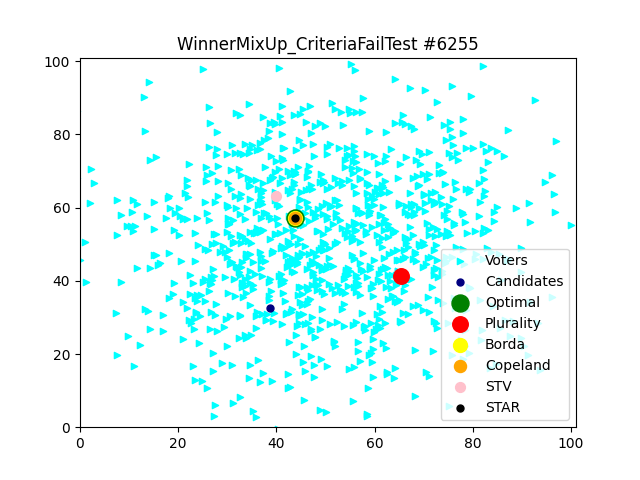 WinnerMixUp_CriteriaFailTest #6255
100
80
60
40
20
0
0 20 40 60 80 100
Voters
Candidates
Optimal
Plurality
Borda
Copeland
STV
STAR